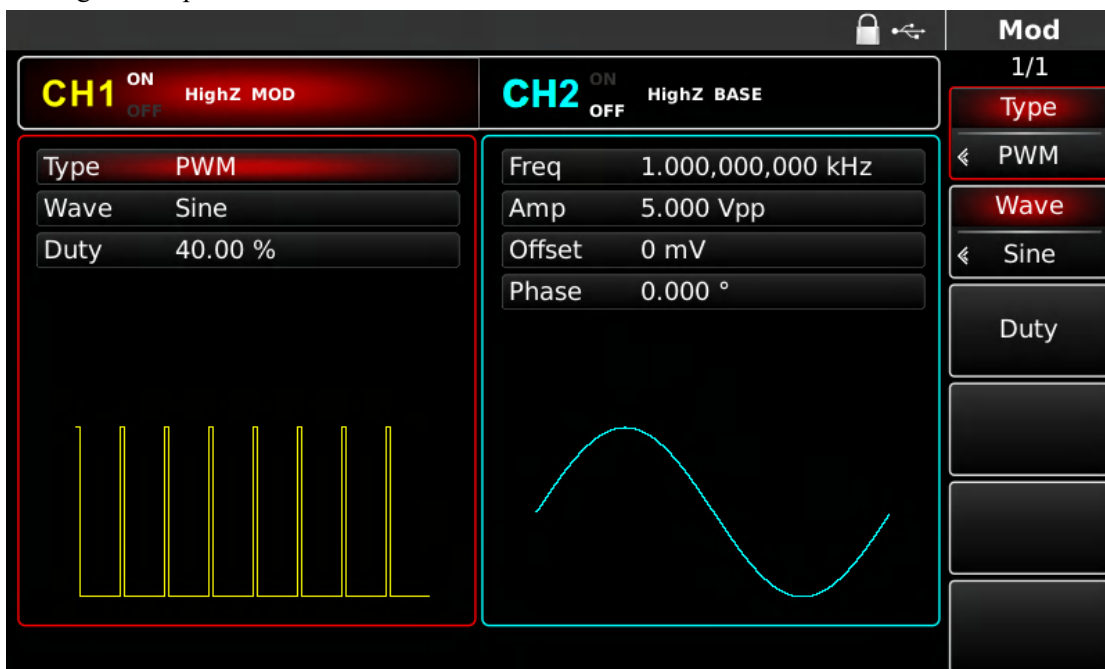 Mod
1/1
CH1 ON OFF HighZ MOD
CH2 ON OFF HighZ BASE
Type PWM
Wave Sine
Duty 40.00 %
Freq 1.000,000,000 kHz
Amp 5.000 Vpp
Offset 0 mV
Phase 0.000 °
Type
PWM
Wave
Sine
Duty